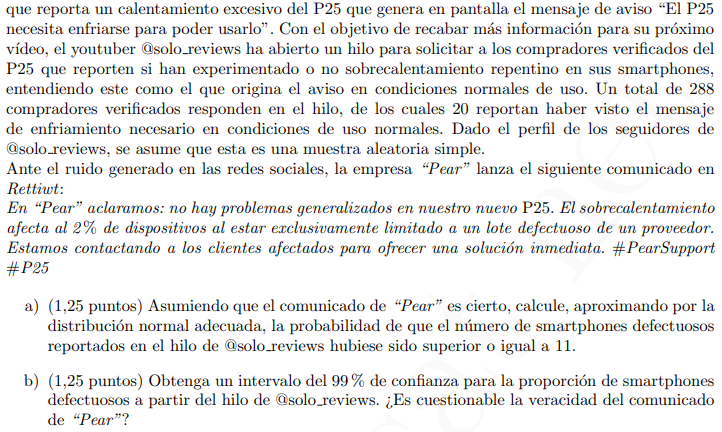 que reporta un calentamiento excesivo del P25 que genera en pantalla el mensaje de aviso “El P25
necesita enfriarse para poder usarlo”. Con el objetivo de recabar más información para su próximo
vídeo, el youtuber @solo_reviews ha abierto un hilo para solicitar a los compradores verificados del
P25 que reporten si han experimentado o no sobrecalentamiento repentino en sus smartphones,
entendiendo este como el que origina el aviso en condiciones normales de uso. Un total de 288
compradores verificados responden en el hilo, de los cuales 20 reportan haber visto el mensaje
de enfriamiento necesario en condiciones de uso normales. Dado el perfil de los seguidores de
@solo_reviews, se asume que esta es una muestra aleatoria simple.
Ante el ruido generado en las redes sociales, la empresa “Pear” lanza el siguiente comunicado en
Rettiwt:
En “Pear” aclaramos: no hay problemas generalizados en nuestro nuevo P25. El sobrecalentamiento
afecta al 2% de dispositivos al estar exclusivamente limitado a un lote defectuoso de un proveedor.
Estamos contactando a los clientes afectados para ofrecer una solución inmediata. #PearSupport
#P25
a) (1,25 puntos) Asumiendo que el comunicado de “Pear” es cierto, calcule, aproximando por la
distribución normal adecuada, la probabilidad de que el número de smartphones defectuosos
reportados en el hilo de @solo_reviews hubiese sido superior o igual a 11.
b) (1,25 puntos) Obtenga un intervalo del 99 % de confianza para la proporción de smartphones
defectuosos a partir del hilo de @solo_reviews. ¿Es cuestionable la veracidad del comunicado
de “Pear”?